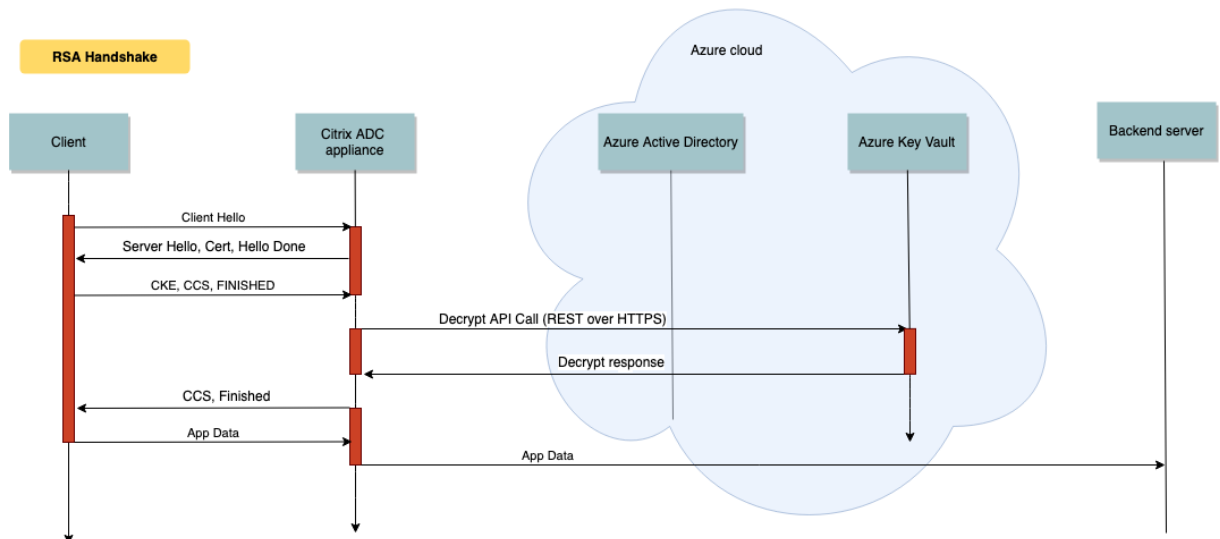 RSA Handshake
Azure cloud
Client
Citrix ADC
appliance
Azure Active Directory
Azure Key Vault
Backend server
Client Hello
Server Hello, Cert, Hello Done
CKE, CCS, FINISHED
Decrypt API Call (REST over HTTPS)
Decrypt response
CCS, Finished
App Data
App Data